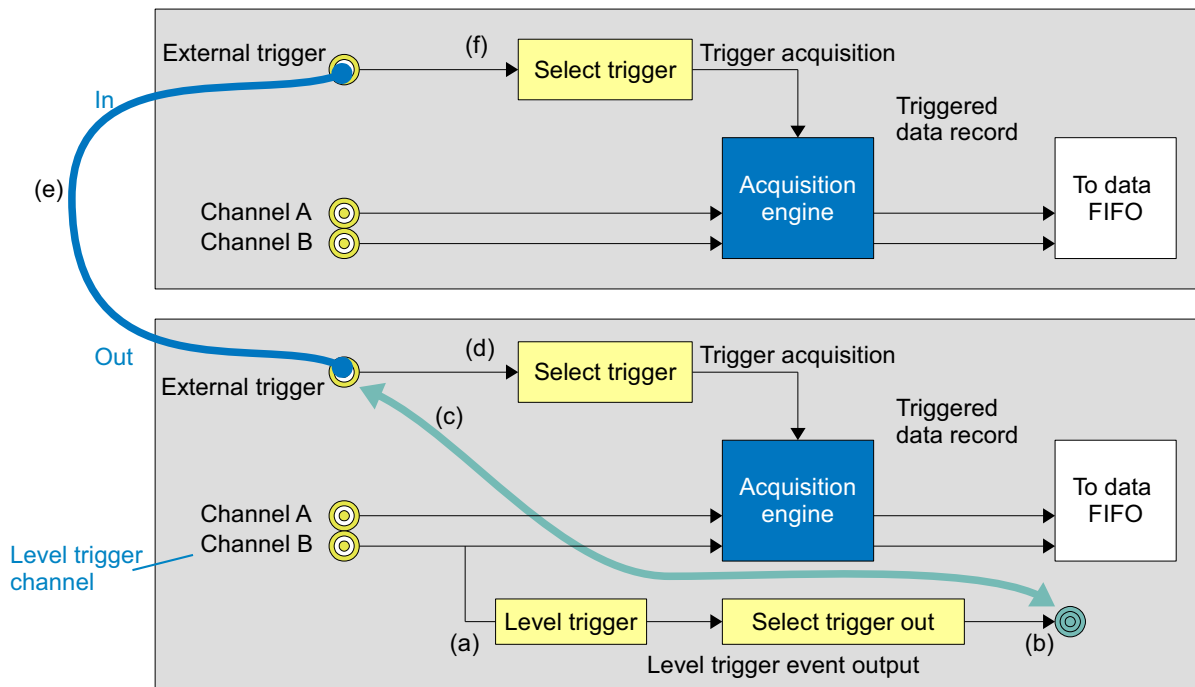 External trigger
(f)
Select trigger
Trigger acquisition
In
Triggered
data record
(e)
Channel A
Channel B
Acquisition
engine
To data
FIFO
Out
External trigger
(d)
Select trigger
Trigger acquisition
(c)
Triggered
data record
Channel A
Channel B
Acquisition
engine
To data
FIFO
Level trigger
channel
(a)
Level trigger
Select trigger out
(b)
Level trigger event output